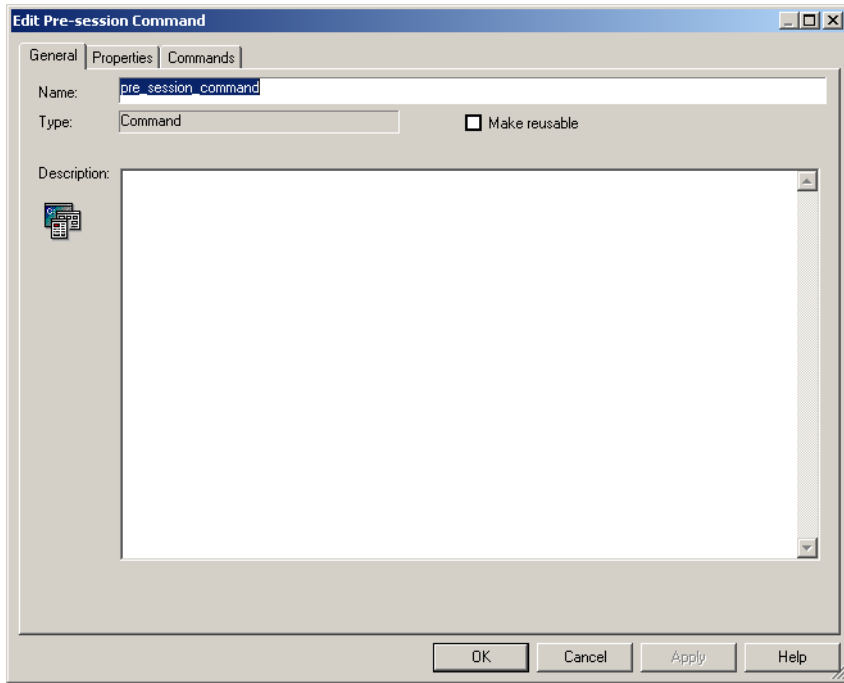 Edit Pre-session Command
General Properties Commands
Name: pre_session_command
Type: Command Make reusable
Description:
OK Cancel Apply Help